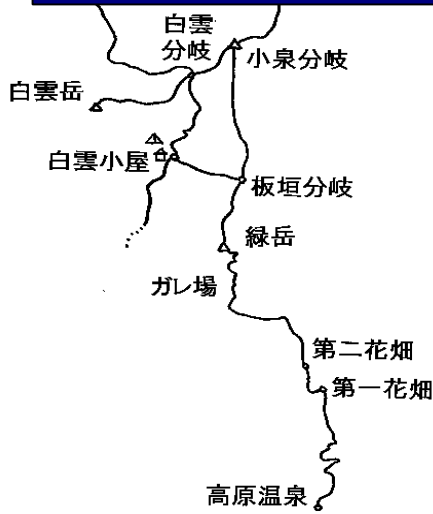 白雲
分岐
小泉分岐
白雲岳
白雲小屋
板垣分岐
緑岳
ガレ場
第二花畑
第一花畑
高原温泉